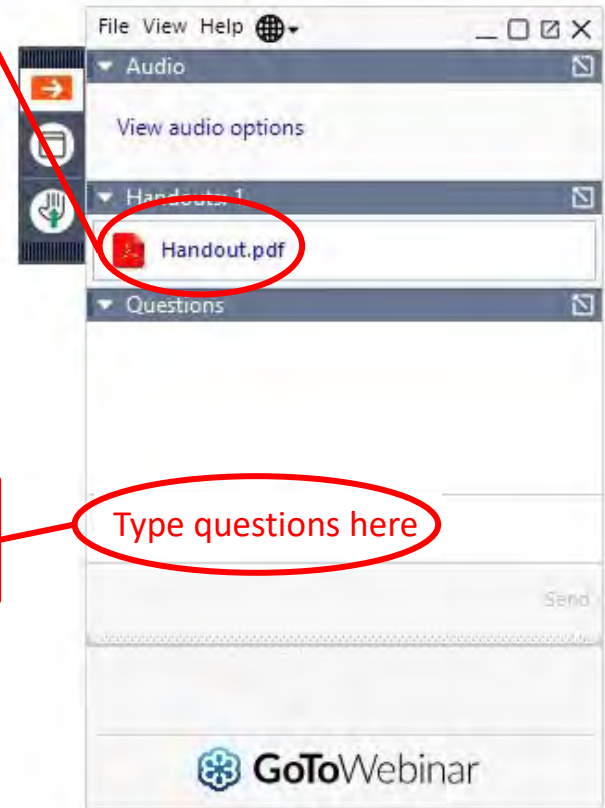 File View Help
Audio
View audio options
Handouts: 1
Handout.pdf
Questions
Type questions here
Send
GoToWebinar